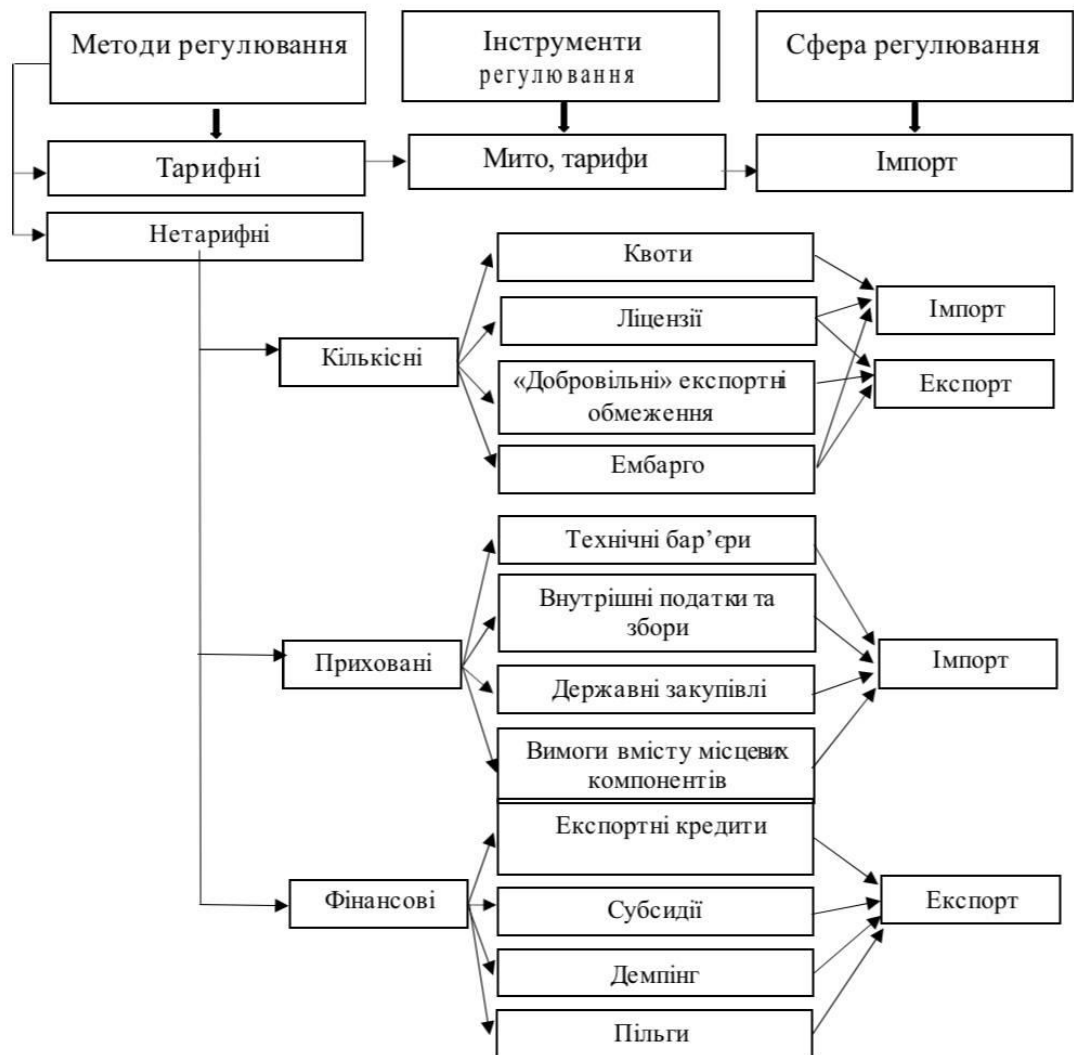 Методи регулювання
Інструменти
регулювання
Сфера регулювання
Тарифні
Мито, тарифи
Імпорт
Нетарифні
Кількісні
Квоти
Ліцензії
«Добровільні» експортні
обмеження
Ембарго
Імпорт
Експорт
Приховані
Технічні бар’єри
Внутрішні податки та
збори
Державні закупівлі
Вимоги вмісту місцевих
компонентів
Імпорт
Фінансові
Експортні кредити
Субсидії
Демпінг
Пільги
Експорт